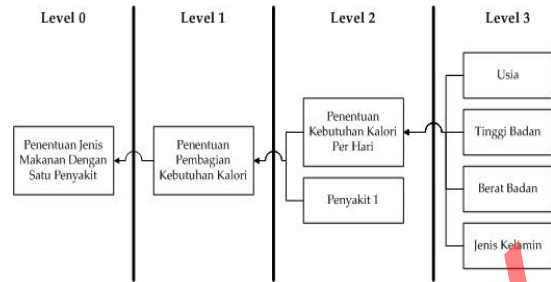 Level 0
Level 1
Level 2
Level 3
Penentuan Jenis
Makanan Dengan
Satu Penyakit
Penentuan
Pembagian
Kebutuhan Kalori
Penentuan
Kebutuhan Kalori
Per Hari
Penyakit 1
Usia
Tinggi Badan
Berat Badan
Jenis Kelamin